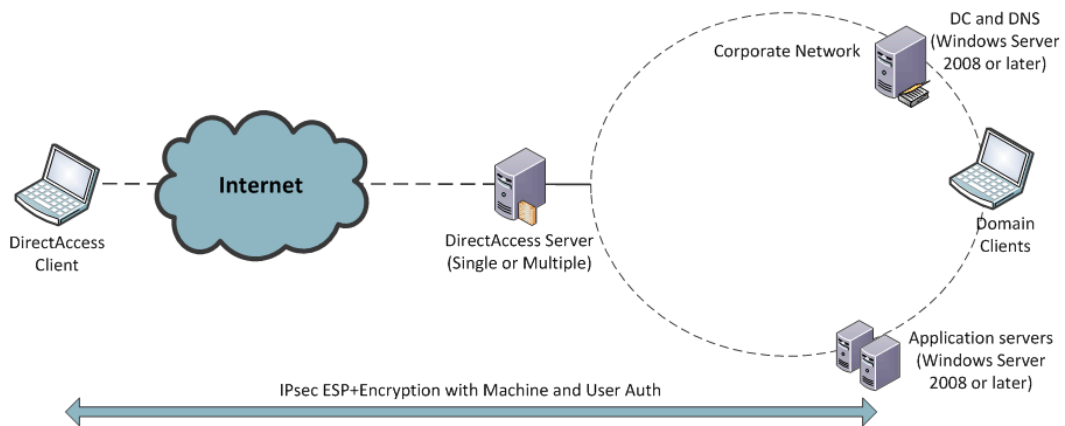 DC and DNS
(Windows Server
2008 or later)
Corporate Network
Internet
DirectAccess
Client
DirectAccess Server
(Single or Multiple)
Domain
Clients
Application servers
(Windows Server
2008 or later)
IPsec ESP+Encryption with Machine and User Auth